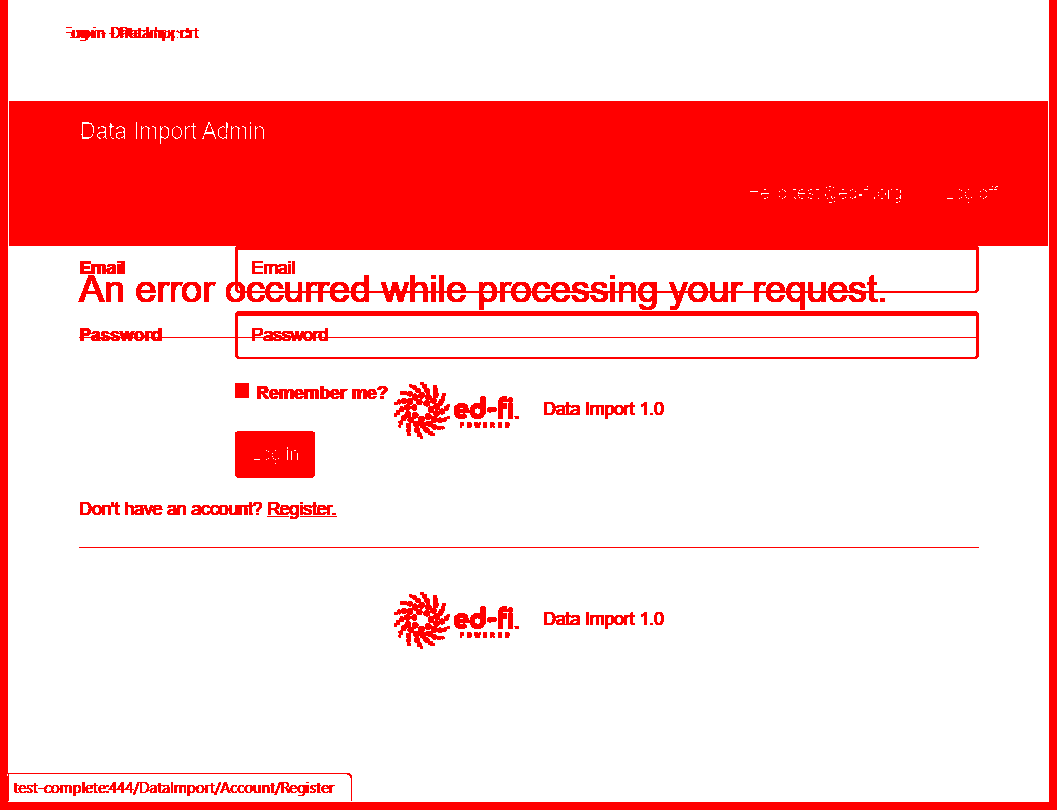 Data Import Admin
Hello test@ed-fi.org Log off
Email Email
An error occurred while processing your request.
Password Password
Remember me?
ed-fi. POWERED Data Import 1.0
Log in
Don't have an account? Register.
ed-fi. POWERED Data Import 1.0
test-complete:444/DataImport/Account/Register